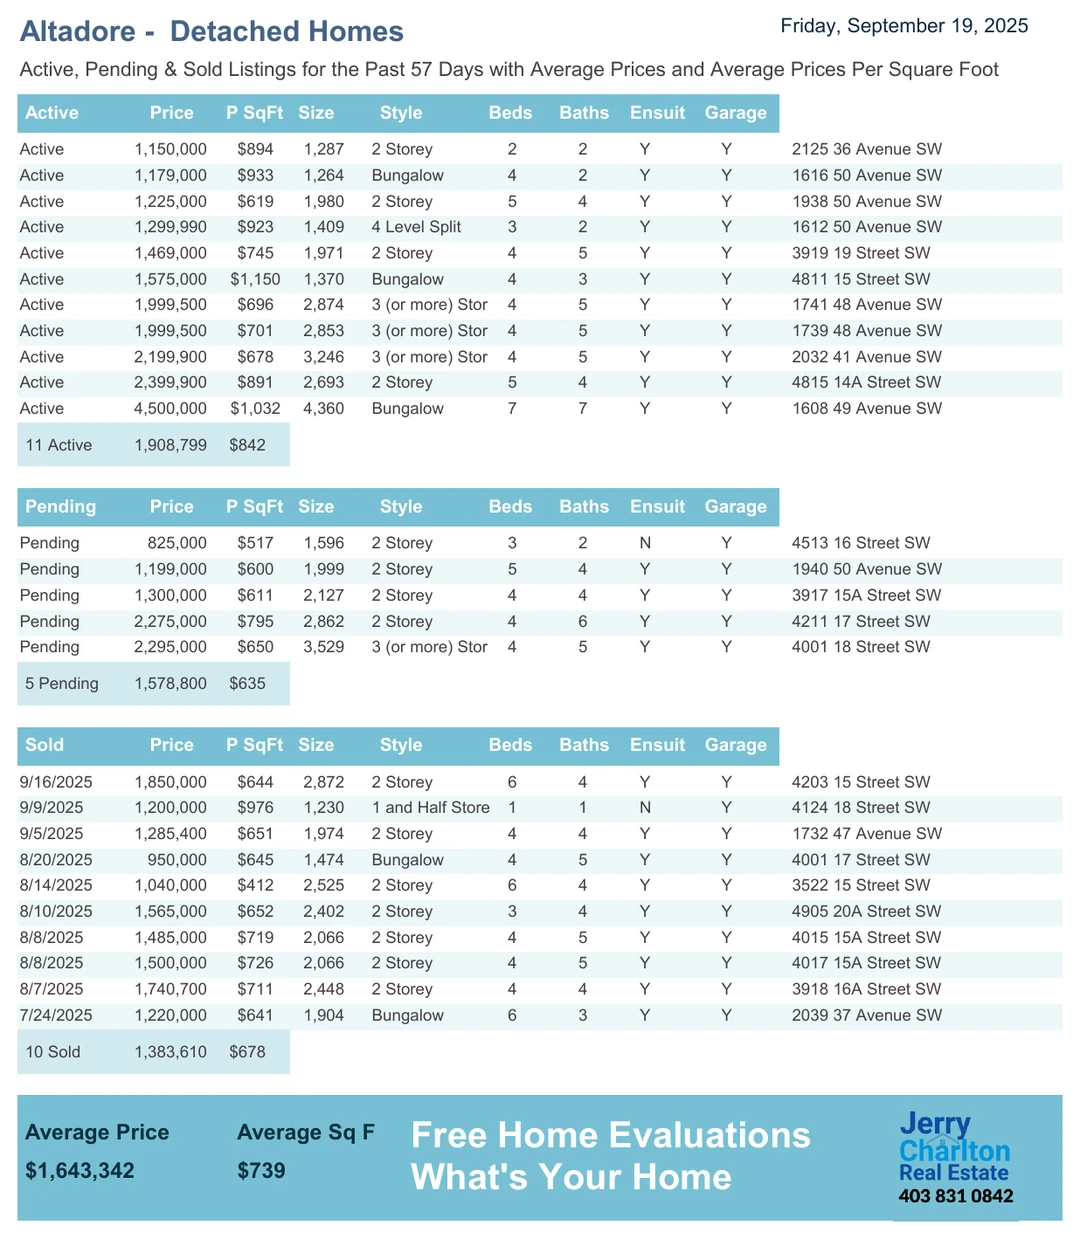 Altadore - Detached Homes
Friday, September 19, 2025
Active, Pending & Sold Listings for the Past 57 Days with Average Prices and Average Prices Per Square Foot
Active Price P SqFt Size Style Beds Baths Ensuit Garage
Active 1,150,000 $894 1,287 2 Storey 2 2 Y Y 2125 36 Avenue SW
Active 1,179,000 $933 1,264 Bungalow 4 2 Y Y 1616 50 Avenue SW
Active 1,225,000 $619 1,980 2 Storey 5 4 Y Y 1938 50 Avenue SW
Active 1,299,990 $923 1,409 4 Level Split 3 2 Y Y 1612 50 Avenue SW
Active 1,469,000 $745 1,971 2 Storey 4 5 Y Y 3919 19 Street SW
Active 1,575,000 $1,150 1,370 Bungalow 4 3 Y Y 4811 15 Street SW
Active 1,999,500 $696 2,874 3 (or more) Stor 4 5 Y Y 1741 48 Avenue SW
Active 1,999,500 $701 2,853 3 (or more) Stor 4 5 Y Y 1739 48 Avenue SW
Active 2,199,900 $678 3,246 3 (or more) Stor 4 5 Y Y 2032 41 Avenue SW
Active 2,399,900 $891 2,693 2 Storey 5 4 Y Y 4815 14A Street SW
Active 4,500,000 $1,032 4,360 Bungalow 7 7 Y Y 1608 49 Avenue SW
11 Active 1,908,799 $842
Pending Price P SqFt Size Style Beds Baths Ensuit Garage
Pending 825,000 $517 1,596 2 Storey 3 2 N Y 4513 16 Street SW
Pending 1,199,000 $600 1,999 2 Storey 5 4 Y Y 1940 50 Avenue SW
Pending 1,300,000 $611 2,127 2 Storey 4 4 Y Y 3917 15A Street SW
Pending 2,275,000 $795 2,862 2 Storey 4 6 Y Y 4211 17 Street SW
Pending 2,295,000 $650 3,529 3 (or more) Stor 4 5 Y Y 4001 18 Street SW
5 Pending 1,578,800 $635
Sold Price P SqFt Size Style Beds Baths Ensuit Garage
9/16/2025 1,850,000 $644 2,872 2 Storey 6 4 Y Y 4203 15 Street SW
9/9/2025 1,200,000 $976 1,230 1 and Half Store 1 1 N Y 4124 18 Street SW
9/5/2025 1,285,400 $651 1,974 2 Storey 4 4 Y Y 1732 47 Avenue SW
8/20/2025 950,000 $645 1,474 Bungalow 4 5 Y Y 4001 17 Street SW
8/14/2025 1,040,000 $412 2,525 2 Storey 6 4 Y Y 3522 15 Street SW
8/10/2025 1,565,000 $652 2,402 2 Storey 3 4 Y Y 4905 20A Street SW
8/8/2025 1,485,000 $719 2,066 2 Storey 4 5 Y Y 4015 15A Street SW
8/8/2025 1,500,000 $726 2,066 2 Storey 4 5 Y Y 4017 15A Street SW
8/7/2025 1,740,700 $711 2,448 2 Storey 4 4 Y Y 3918 16A Street SW
7/24/2025 1,220,000 $641 1,904 Bungalow 6 3 Y Y 2039 37 Avenue SW
10 Sold 1,383,610 $678
Average Price Average Sq F
$1,643,342 $739
Free Home Evaluations
What's Your Home
Jerry
Charlton
Real Estate
403 831 0842